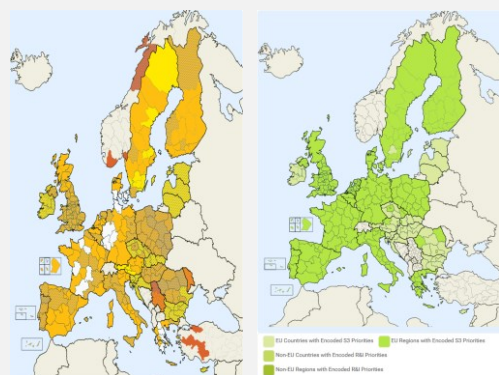 EU Countries with Encoded S3 Priorities
EU Regions with Encoded S3 Priorities
Non-EU Countries with Encoded R&I Priorities
Non-EU Regions with Encoded R&I Priorities